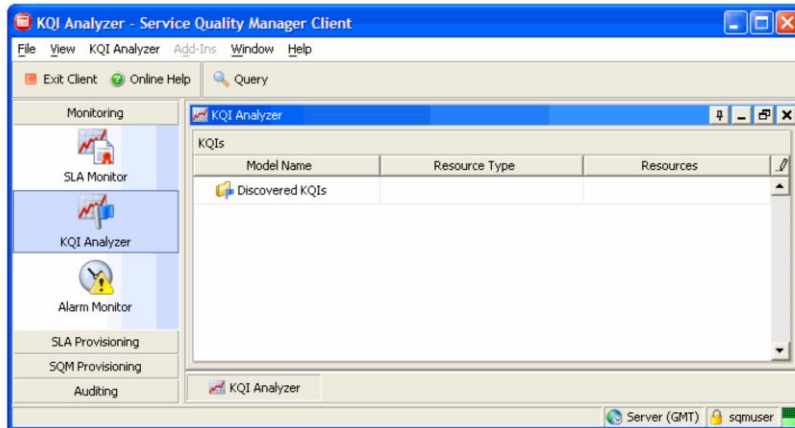 KQI Analyzer - Service Quality Manager Client
File View KQI Analyzer Add-Ins Window Help
Exit Client Online Help Query
Monitoring
SLA Monitor
KQI Analyzer
Alarm Monitor
SLA Provisioning
SQM Provisioning
Auditing
KQI Analyzer
KQIs
Model Name Resource Type Resources
Discovered KQIs
KQI Analyzer
Server (GMT) sqmuser